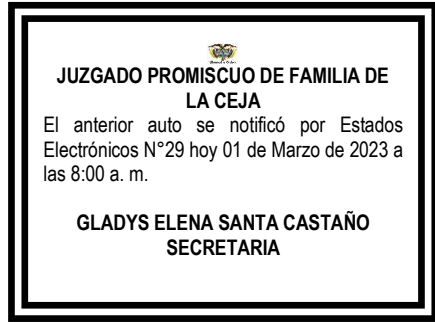 JUZGADO PROMISCUO DE FAMILIA DE
LA CEJA
El anterior auto se notificó por Estados
Electrónicos N°29 hoy 01 de Marzo de 2023 a
las 8:00 a. m.
GLADYS ELENA SANTA CASTAÑO
SECRETARIA